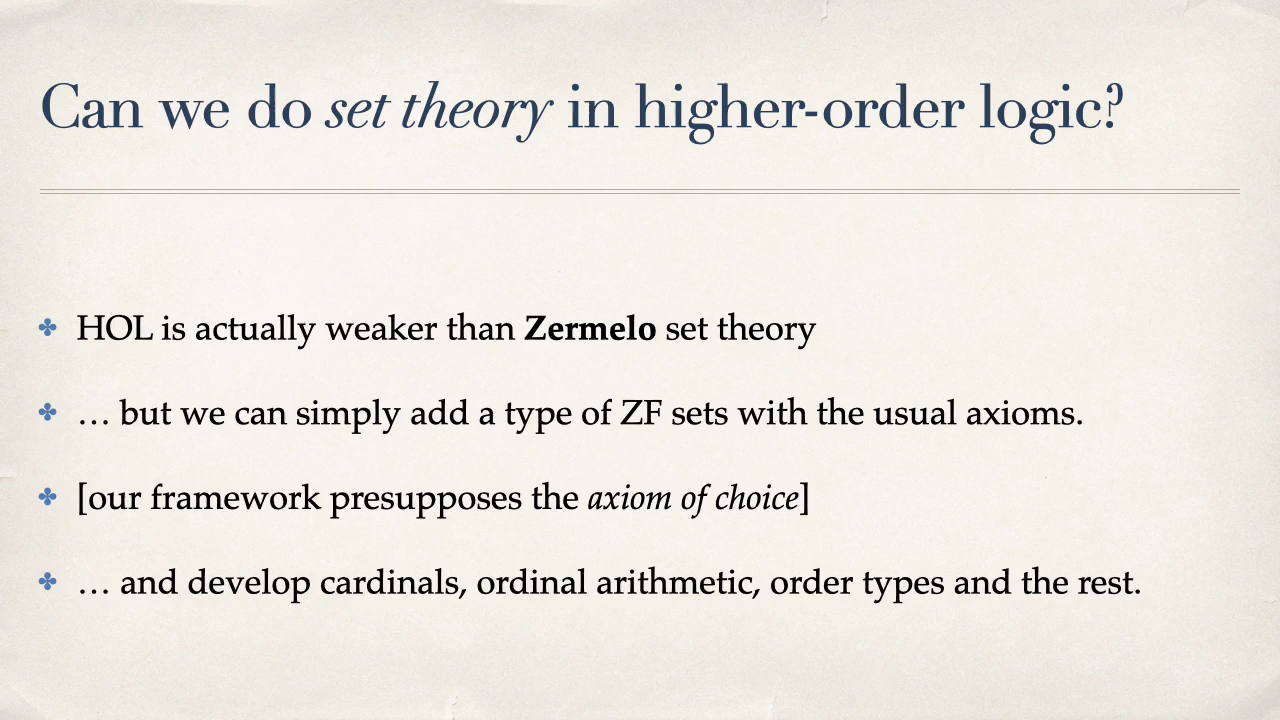 Can we do set theory in higher-order logic?
HOL is actually weaker than Zermelo set theory
… but we can simply add a type of ZF sets with the usual axioms.
[our framework presupposes the axiom of choice]
… and develop cardinals, ordinal arithmetic, order types and the rest.